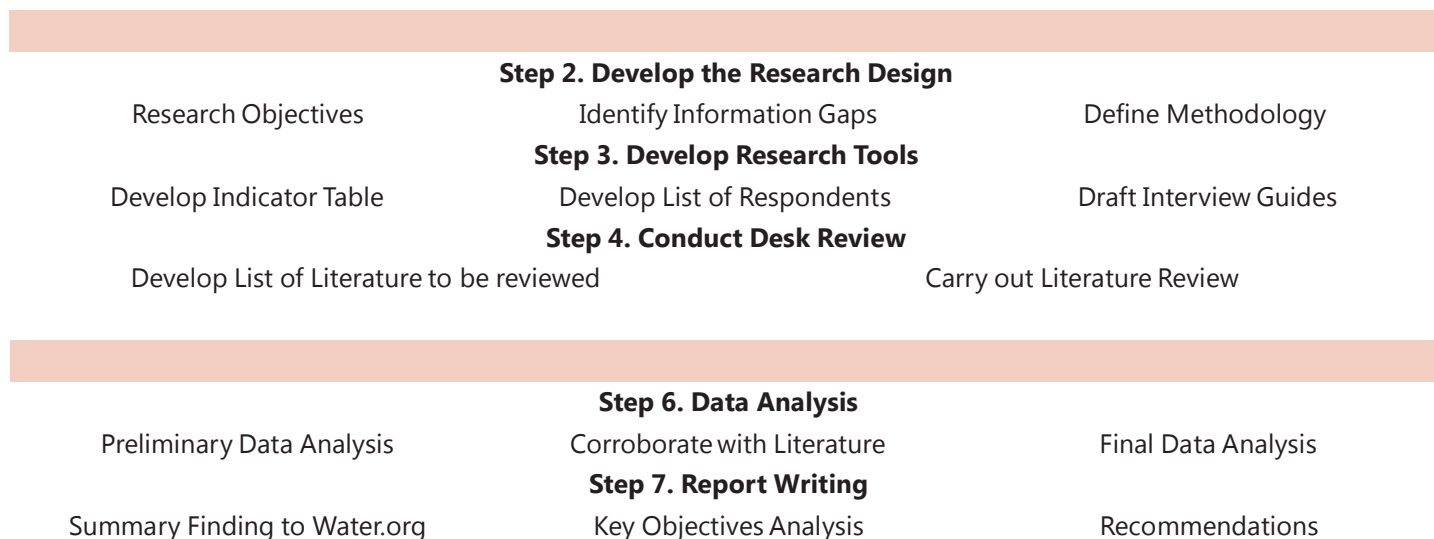 Step 2. Develop the Research Design
Research Objectives Identify Information Gaps Define Methodology
Step 3. Develop Research Tools
Develop Indicator Table Develop List of Respondents Draft Interview Guides
Step 4. Conduct Desk Review
Develop List of Literature to be reviewed Carry out Literature Review
Step 6. Data Analysis
Preliminary Data Analysis Corroborate with Literature Final Data Analysis
Step 7. Report Writing
Summary Finding to Water.org Key Objectives Analysis Recommendations